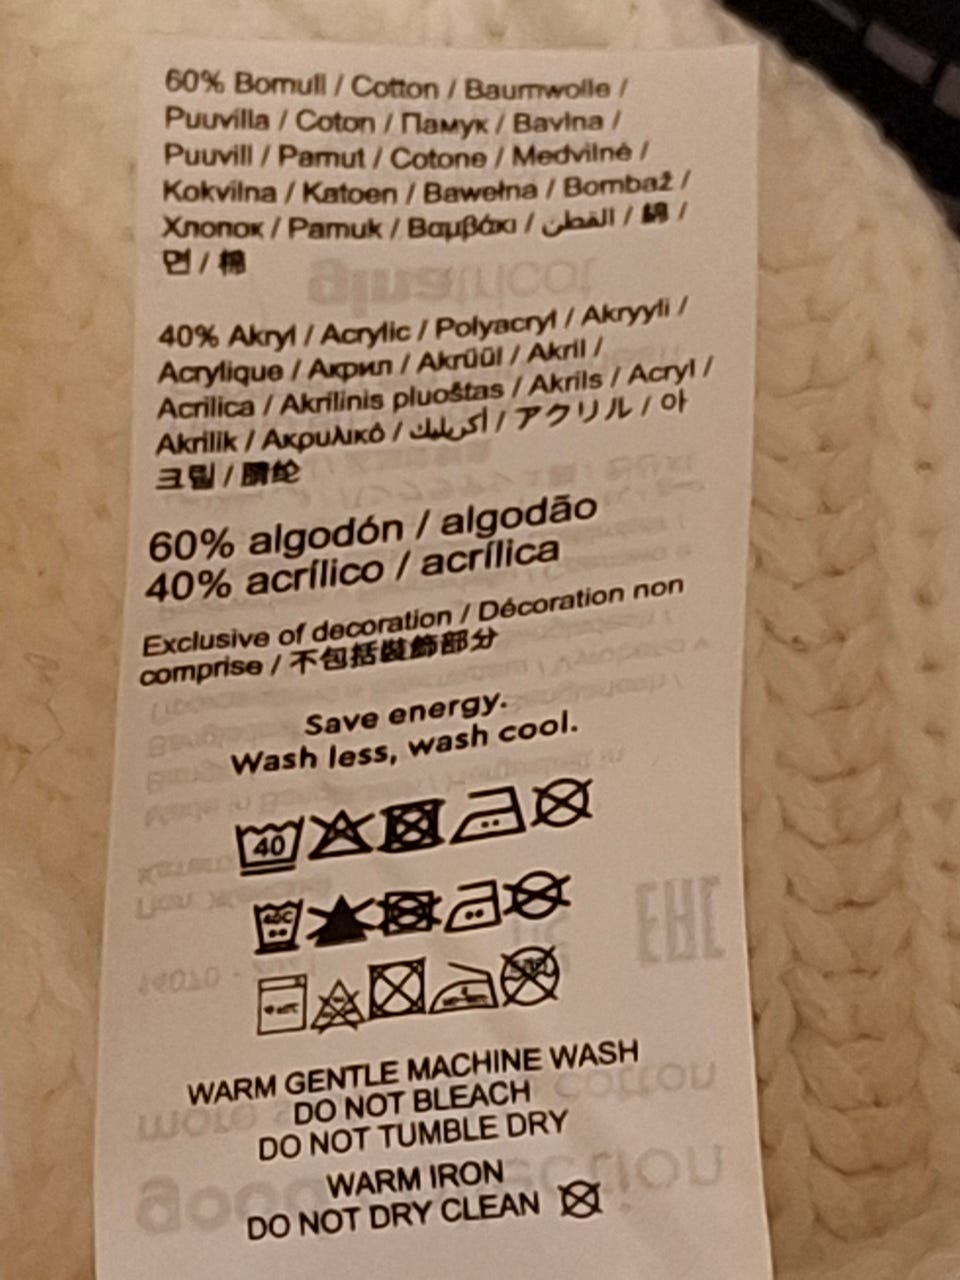 60% Bomull / Cotton / Baumwolle /
Puuvilla / Coton / Памук / Bavlna /
Puuvill / Pamut / Cotone / Medvilnė /
Kokvilna / Katoen / Bawełna / Bombaž /
Хлопок / Pamuk / Βαμβάκι / القطن / 綿 /
면 / 棉
40% Akryl / Acrylic / Polyacryl / Akryyli /
Acrylique / Акрил / Akrüül / Akril /
Acrilica / Akrilinis pluoštas / Akrils / Acryl /
Akrilik / Ακρυλικό / أكريليك / アクリル / 아
크릴 / 腈纶
60% algodón / algodão
40% acrílico / acrílica
Exclusive of decoration / Décoration non
comprise / 不包括裝飾部分
Save energy.
Wash less, wash cool.
40
WARM GENTLE MACHINE WASH
DO NOT BLEACH
DO NOT TUMBLE DRY
WARM IRON
DO NOT DRY CLEAN